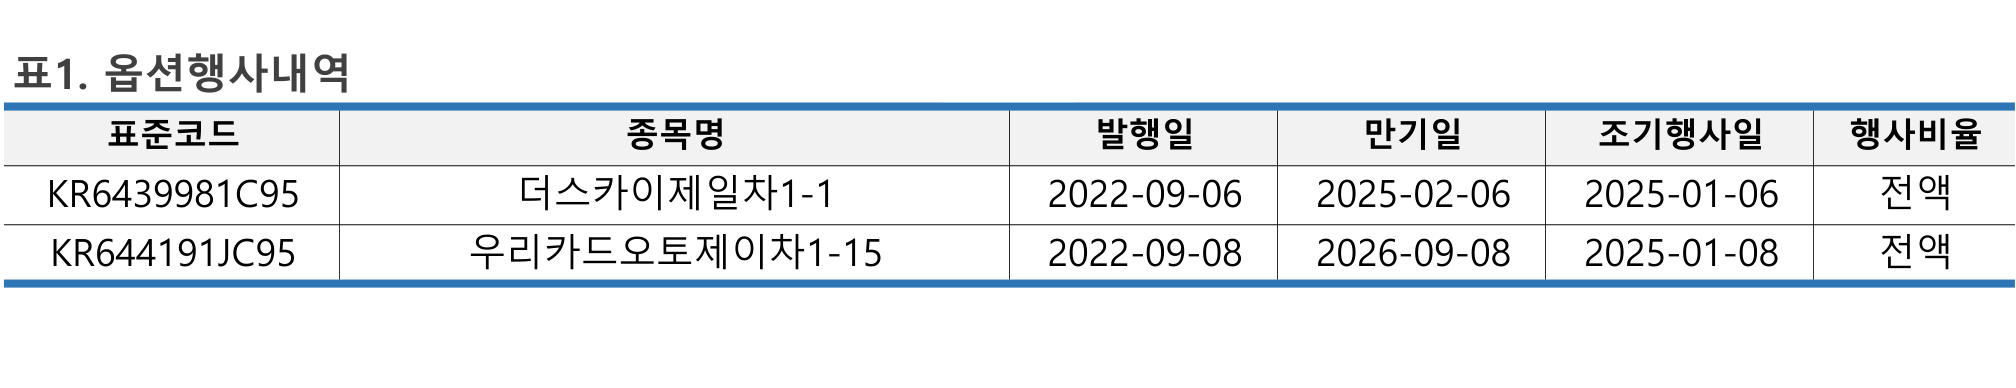 표1. 옵션행사내역
표준코드 종목명 발행일 만기일 조기행사일 행사비율
KR6439981C95 더스카이제일차1-1 2022-09-06 2025-02-06 2025-01-06 전액
KR644191JC95 우리카드오토제이차1-15 2022-09-08 2026-09-08 2025-01-08 전액